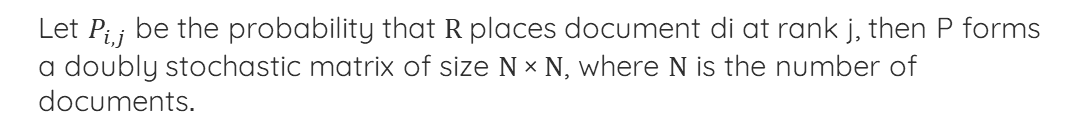 Let $P_{i,j}$ be the probability that R places document di at rank j, then P forms
a doubly stochastic matrix of size N × N, where N is the number of
documents.